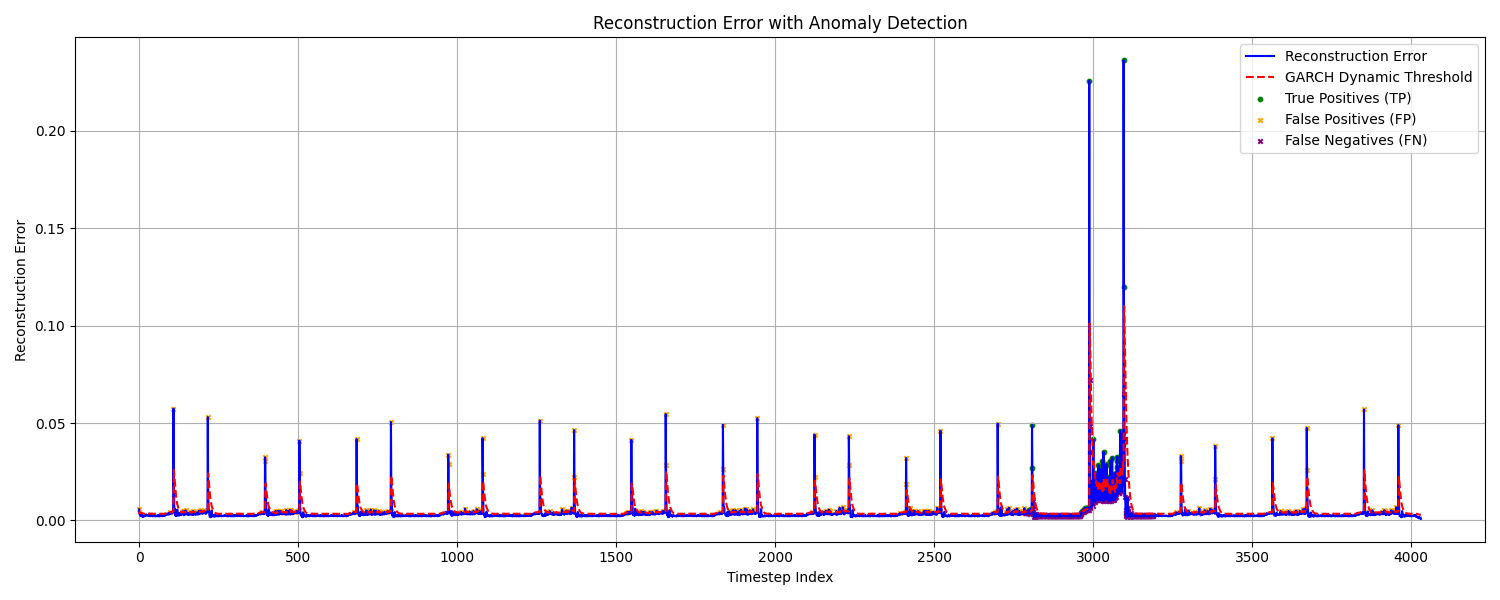 Reconstruction Error with Anomaly Detection
Reconstruction Error
GARCH Dynamic Threshold
True Positives (TP)
False Positives (FP)
False Negatives (FN)
Reconstruction Error
0.20
0.15
0.10
0.05
0.00
0 500 1000 1500 2000 2500 3000 3500 4000
Timestep Index